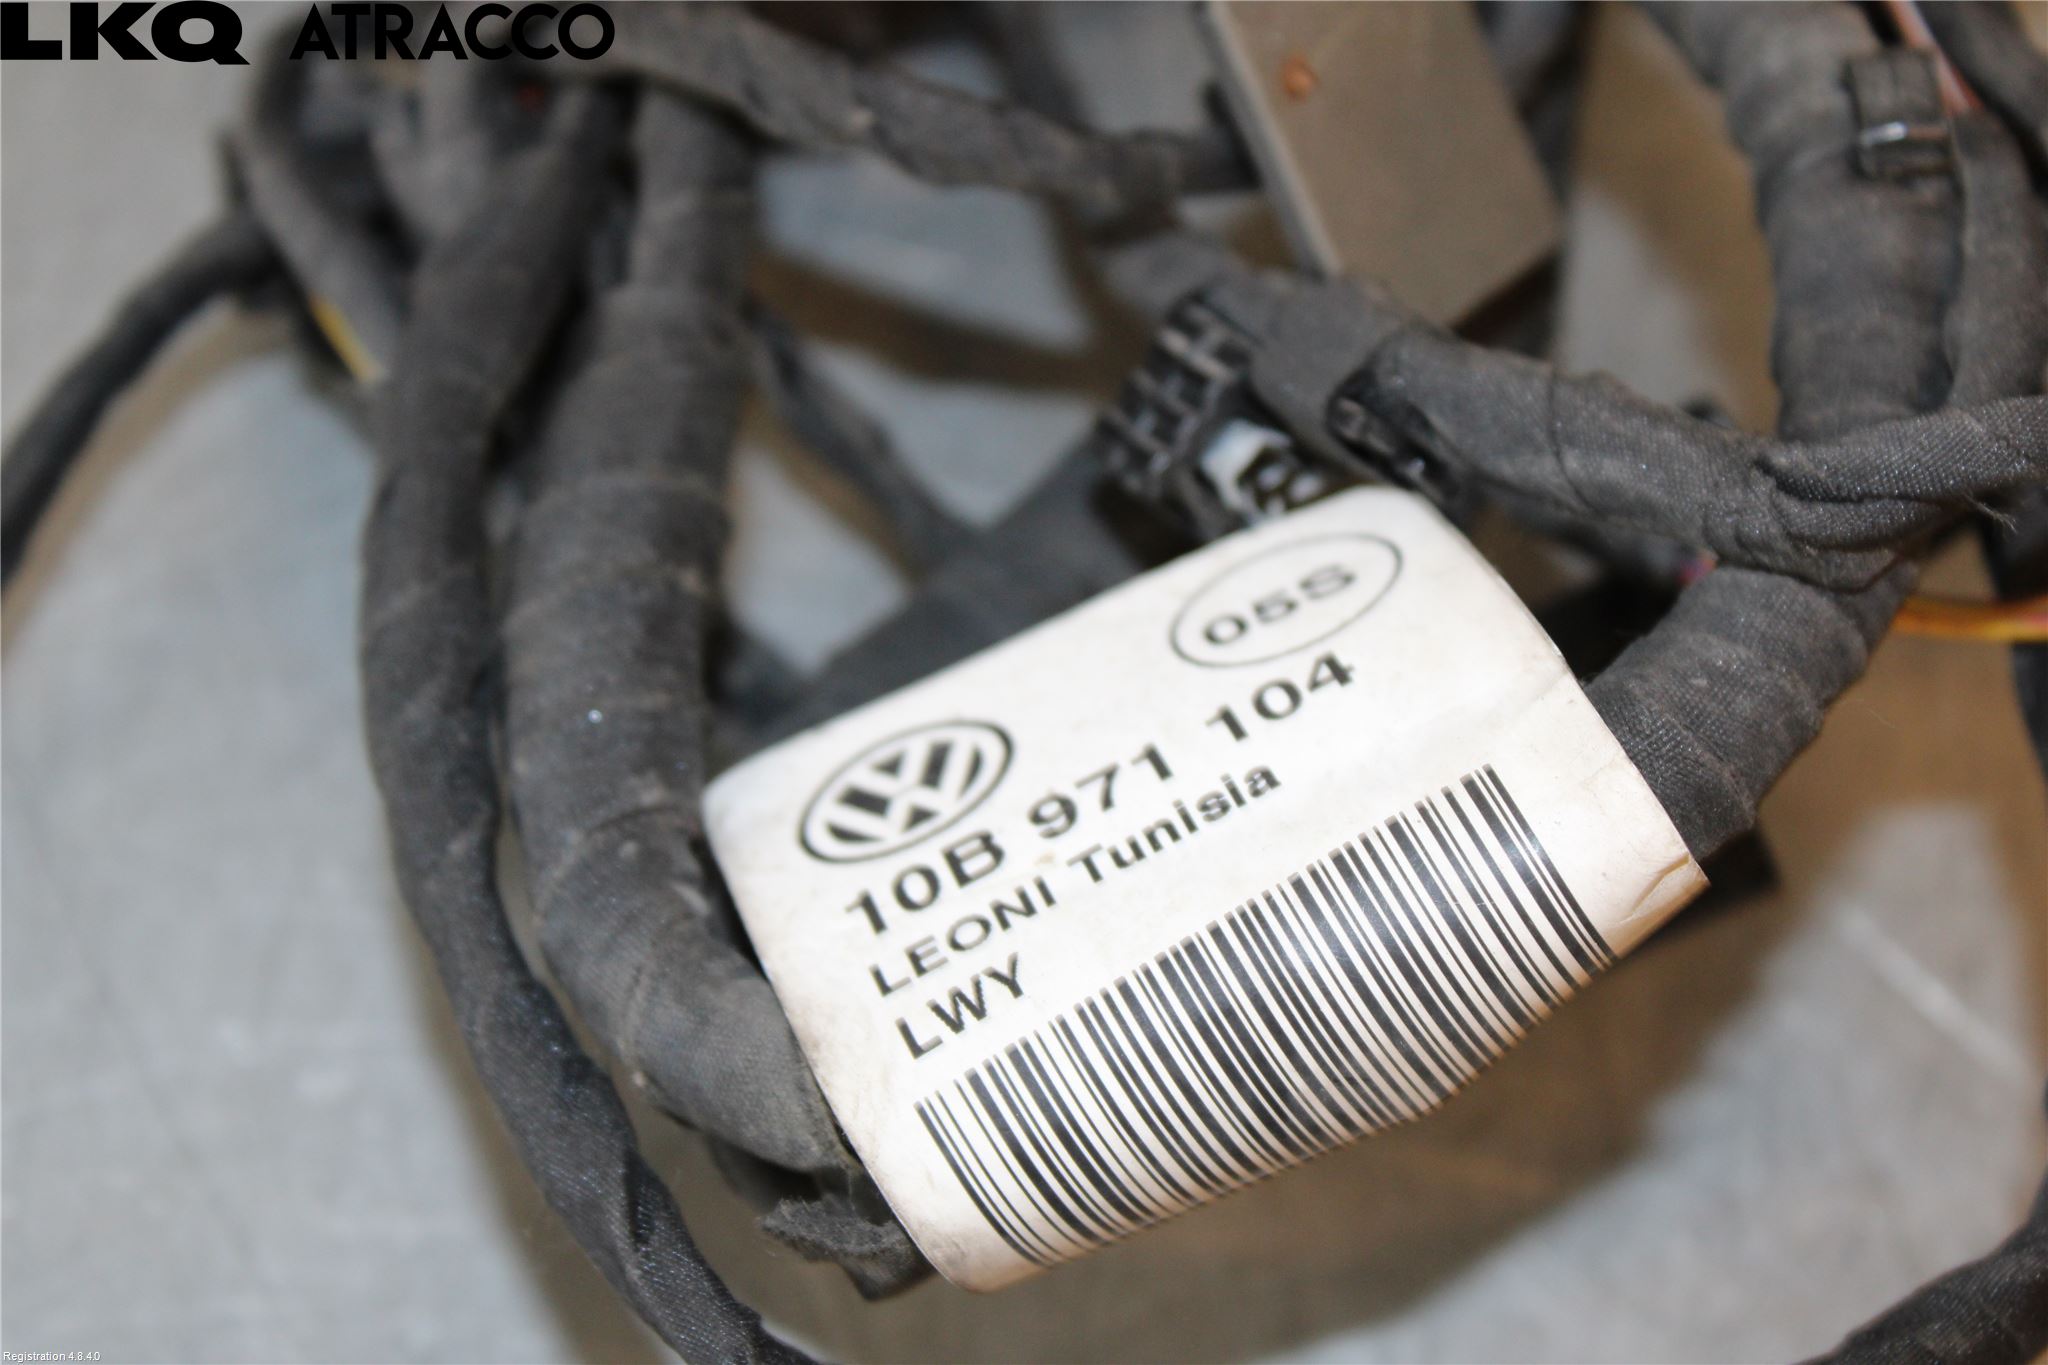 LKQ ATRACCO
05S
10B 971 104
LEONI Tunisia
LWY
Registration 4.8.4.0